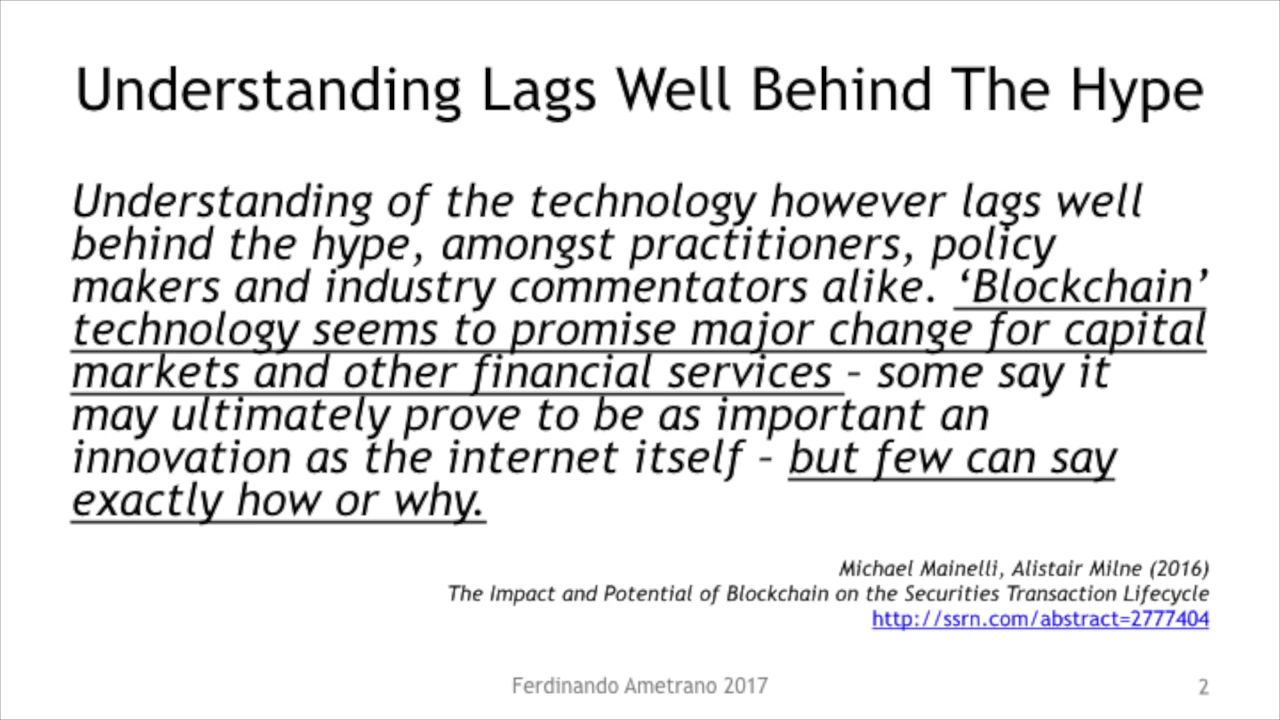 Understanding Lags Well Behind The Hype
Understanding of the technology however lags well
behind the hype, amongst practitioners, policy
makers and industry commentators alike. ‘Blockchain’
technology seems to promise major change for capital
markets and other financial services – some say it
may ultimately prove to be as important an
innovation as the internet itself – but few can say
exactly how or why.
Michael Mainelli, Alistair Milne (2016)
The Impact and Potential of Blockchain on the Securities Transaction Lifecycle
http://ssrn.com/abstract=2777404
Ferdinando Ametrano 2017
2